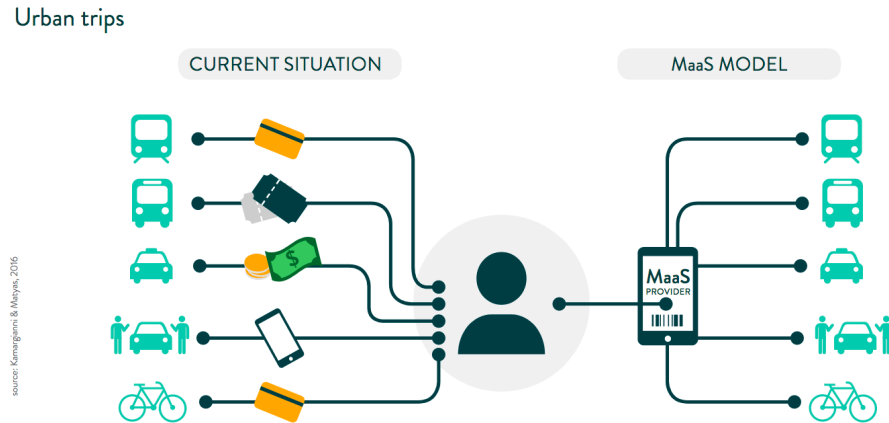 Urban trips
CURRENT SITUATION
MaaS MODEL
$
MaaS
PROVIDER
source: Kamargianni & Matyas, 2016